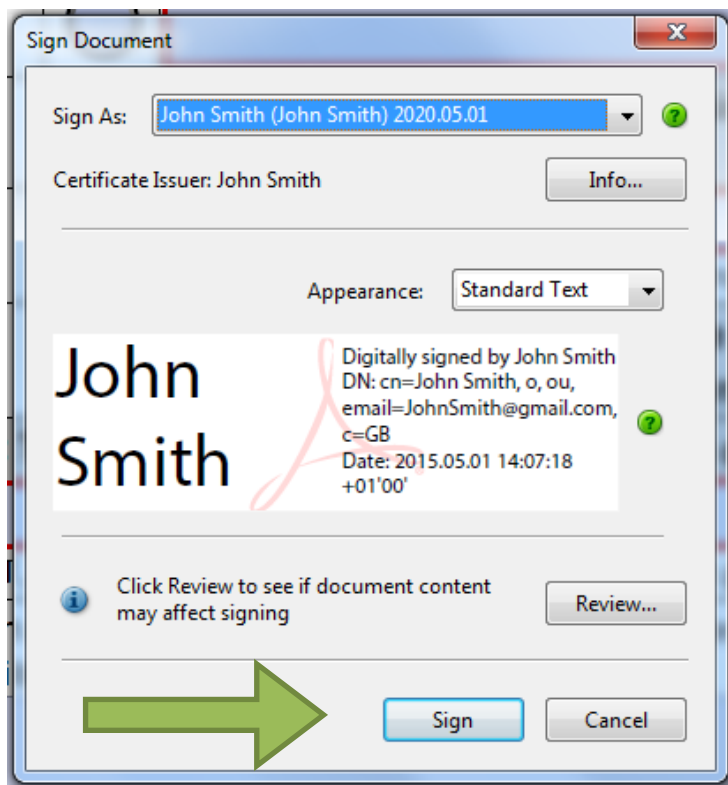 Sign Document
Sign As: John Smith (John Smith) 2020.05.01
Certificate Issuer: John Smith Info...
Appearance: Standard Text
John
Smith
Digitally signed by John Smith
DN: cn=John Smith, o, ou,
email=JohnSmith@gmail.com,
c=GB
Date: 2015.05.01 14:07:18
+01'00'
Click Review to see if document content
may affect signing
Review...
Sign Cancel